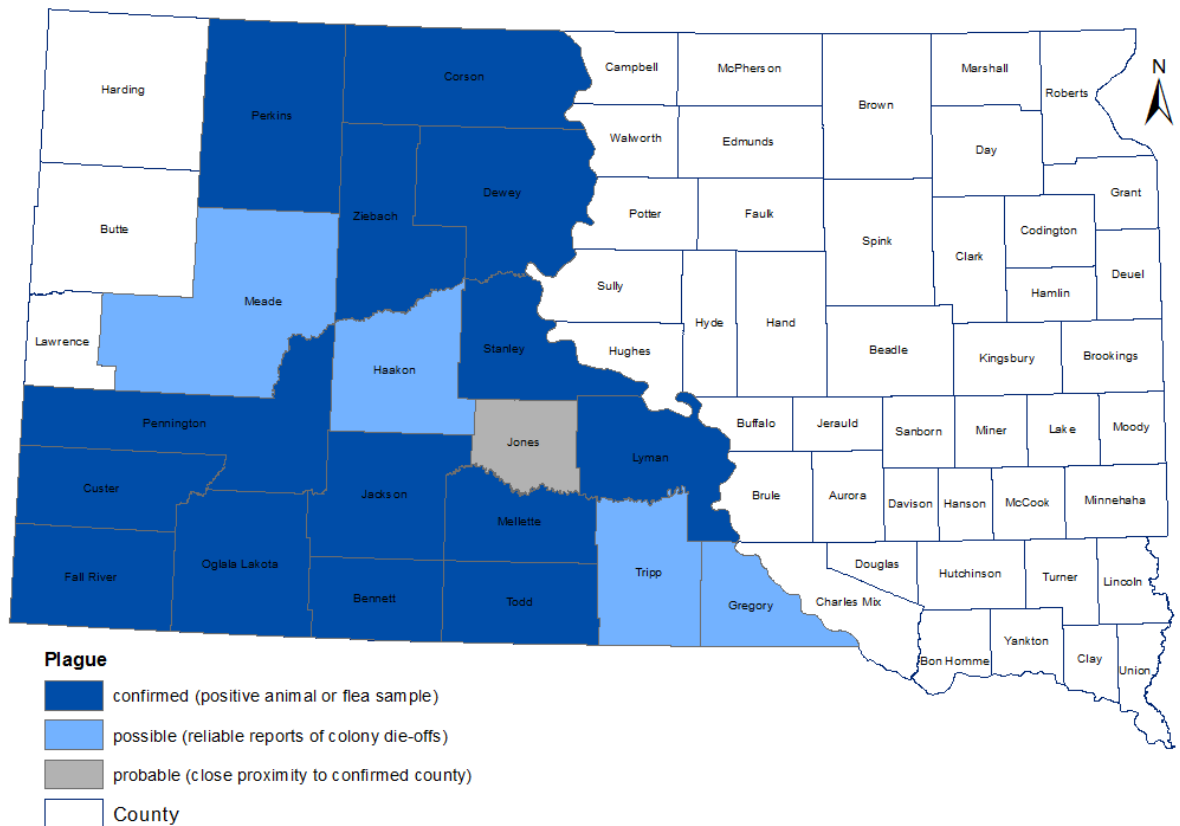 Campbell
McPherson
Marshall
Roberts
N
Harding
Perkins
Corson
Brown
Walworth
Edmunds
Day
Dewey
Grant
Butte
Ziebach
Potter
Faulk
Spink
Clark
Codington
Deuel
Meade
Sully
Hyde
Hand
Hamlin
Lawrence
Haakon
Stanley
Hughes
Beadle
Kingsbury
Brookings
Pennington
Jones
Lyman
Buffalo
Jerauld
Sanborn
Miner
Lake
Moody
Custer
Jackson
Mellette
Brule
Aurora
Davison
Hanson
McCook
Minnehaha
Fall River
Oglala Lakota
Bennett
Todd
Tripp
Gregory
Douglas
Charles Mix
Hutchinson
Turner
Lincoln
Bon Homme
Yankton
Clay
Union
Plague
confirmed (positive animal or flea sample)
possible (reliable reports of colony die-offs)
probable (close proximity to confirmed county)
County